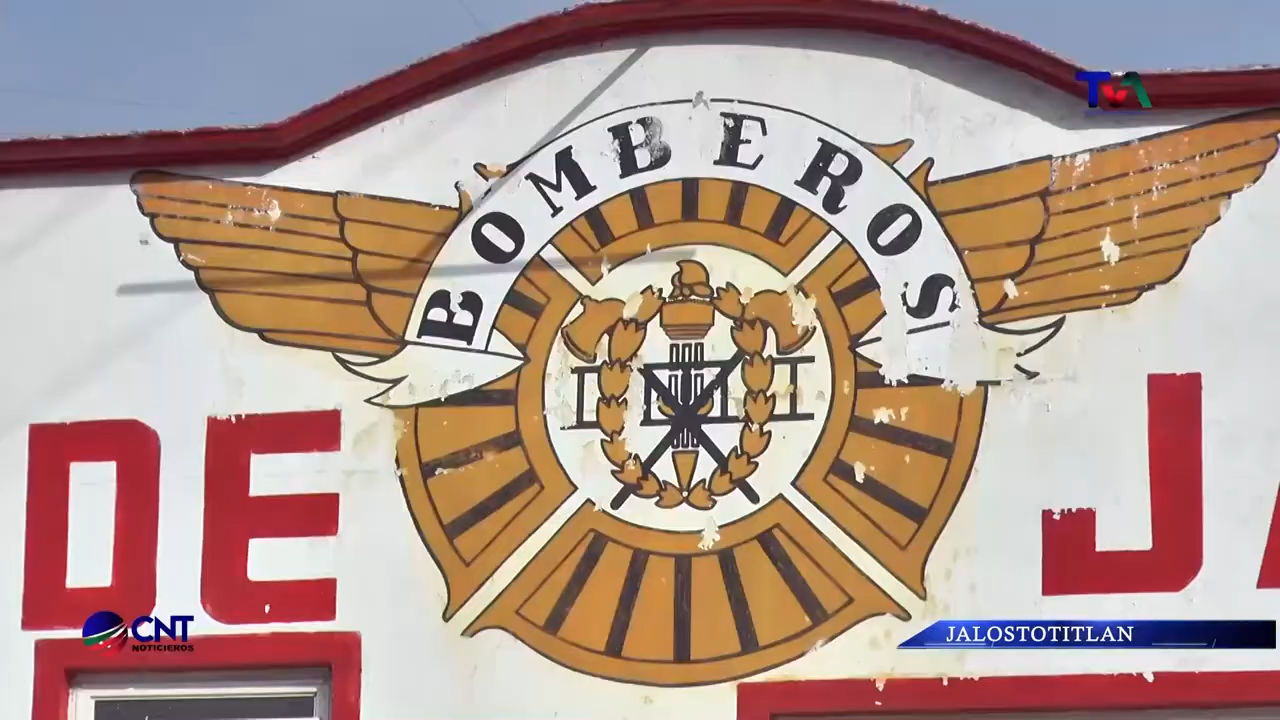 TVA
BOMBEROS
DE JA
CNT
NOTICIEROS
JALOSTOTITLAN